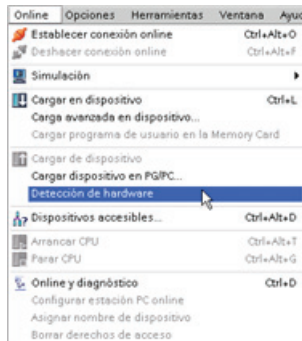 Online Opciones Herramientas Ventana Ayuc
Establecer conexión online Ctrl+Alt+O
Deshacer conexión online Ctrl+Alt+F
Simulación
Cargar en dispositivo Ctrl+L
Carga avanzada en dispositivo...
Cargar programa de usuario en la Memory Card
Cargar de dispositivo
Cargar dispositivo en PG/PC...
Detección de hardware
Dispositivos accesibles... Ctrl+Alt+D
Arrancar CPU Ctrl+Alt+T
Parar CPU Ctrl+Alt+G
Online y diagnóstico Ctrl+D
Configurar estación PC online
Asignar nombre de dispositivo
Borrar derechos de acceso